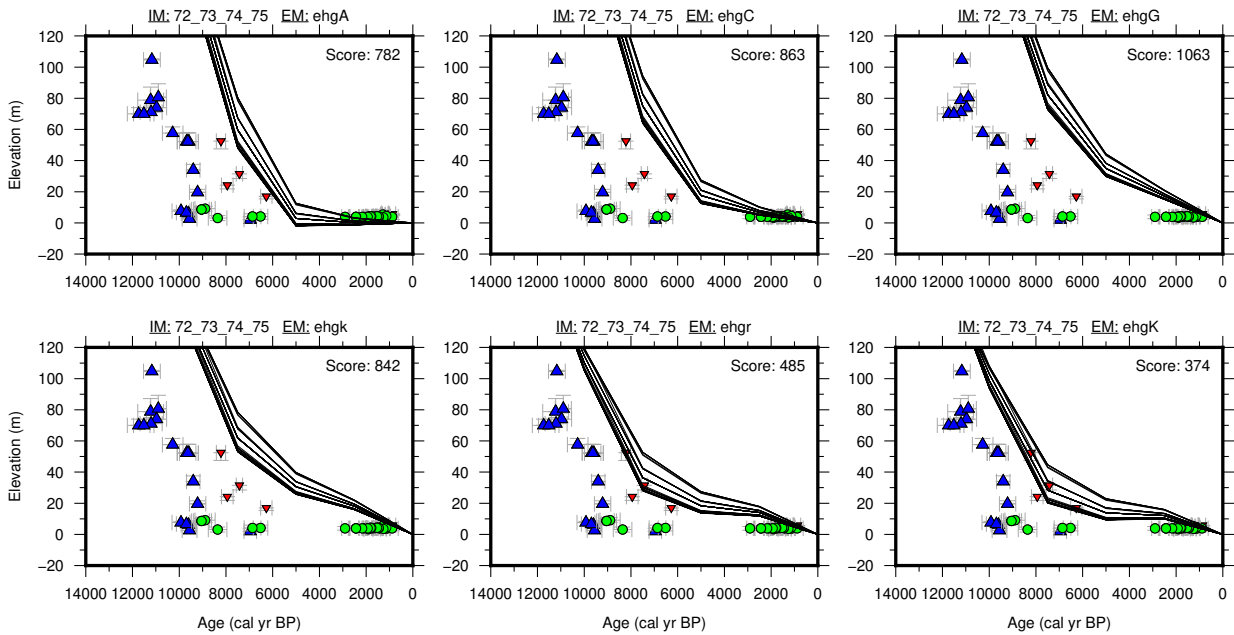 IM: 72_73_74_75 EM: ehgA
IM: 72_73_74_75 EM: ehgC
IM: 72_73_74_75 EM: ehgG
Score: 782
Score: 863
Score: 1063
Elevation (m)
120
100
80
60
40
20
0
−20
14000 12000 10000 8000 6000 4000 2000 0
14000 12000 10000 8000 6000 4000 2000 0
14000 12000 10000 8000 6000 4000 2000 0
IM: 72_73_74_75 EM: ehgk
IM: 72_73_74_75 EM: ehgr
IM: 72_73_74_75 EM: ehgK
Score: 842
Score: 485
Score: 374
Elevation (m)
120
100
80
60
40
20
0
−20
14000 12000 10000 8000 6000 4000 2000 0
14000 12000 10000 8000 6000 4000 2000 0
14000 12000 10000 8000 6000 4000 2000 0
Age (cal yr BP)
Age (cal yr BP)
Age (cal yr BP)